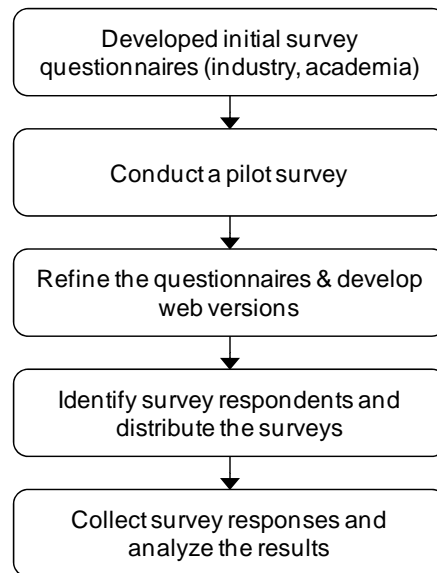 Developed initial survey
questionnaires (industry, academia)
Conduct a pilot survey
Refine the questionnaires & develop
web versions
Identify survey respondents and
distribute the surveys
Collect survey responses and
analyze the results